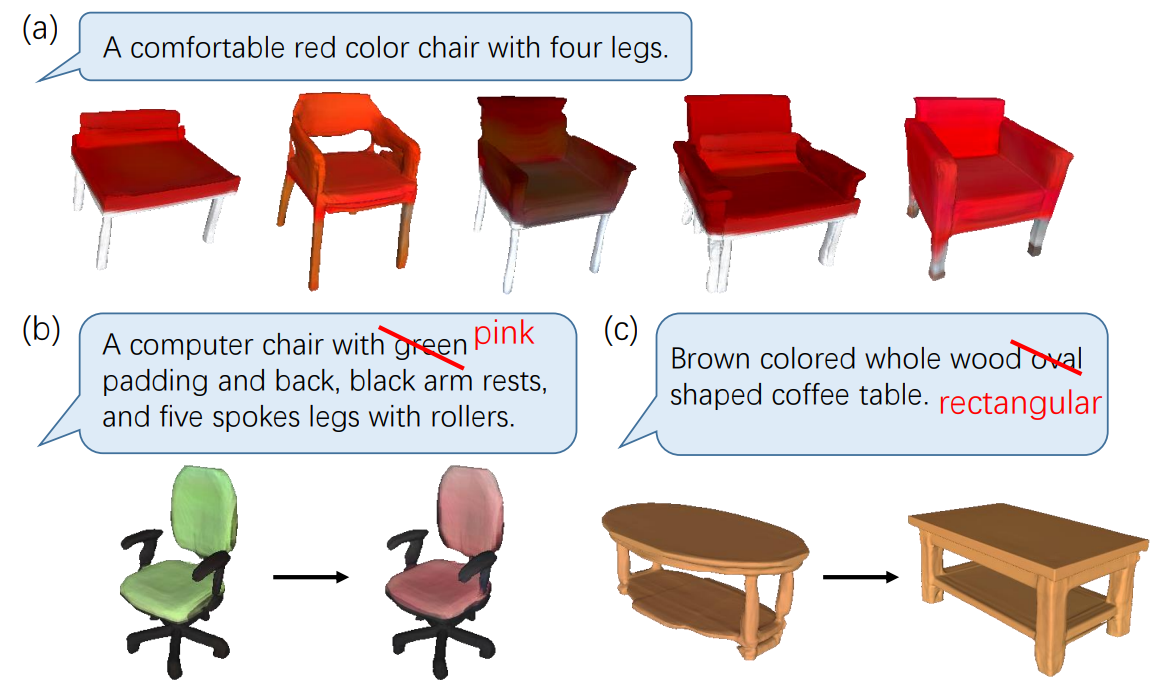 (a)
A comfortable red color chair with four legs.
(b)
A computer chair with green pink
padding and back, black arm rests,
and five spokes legs with rollers.
(c)
Brown colored whole wood oval
shaped coffee table. rectangular